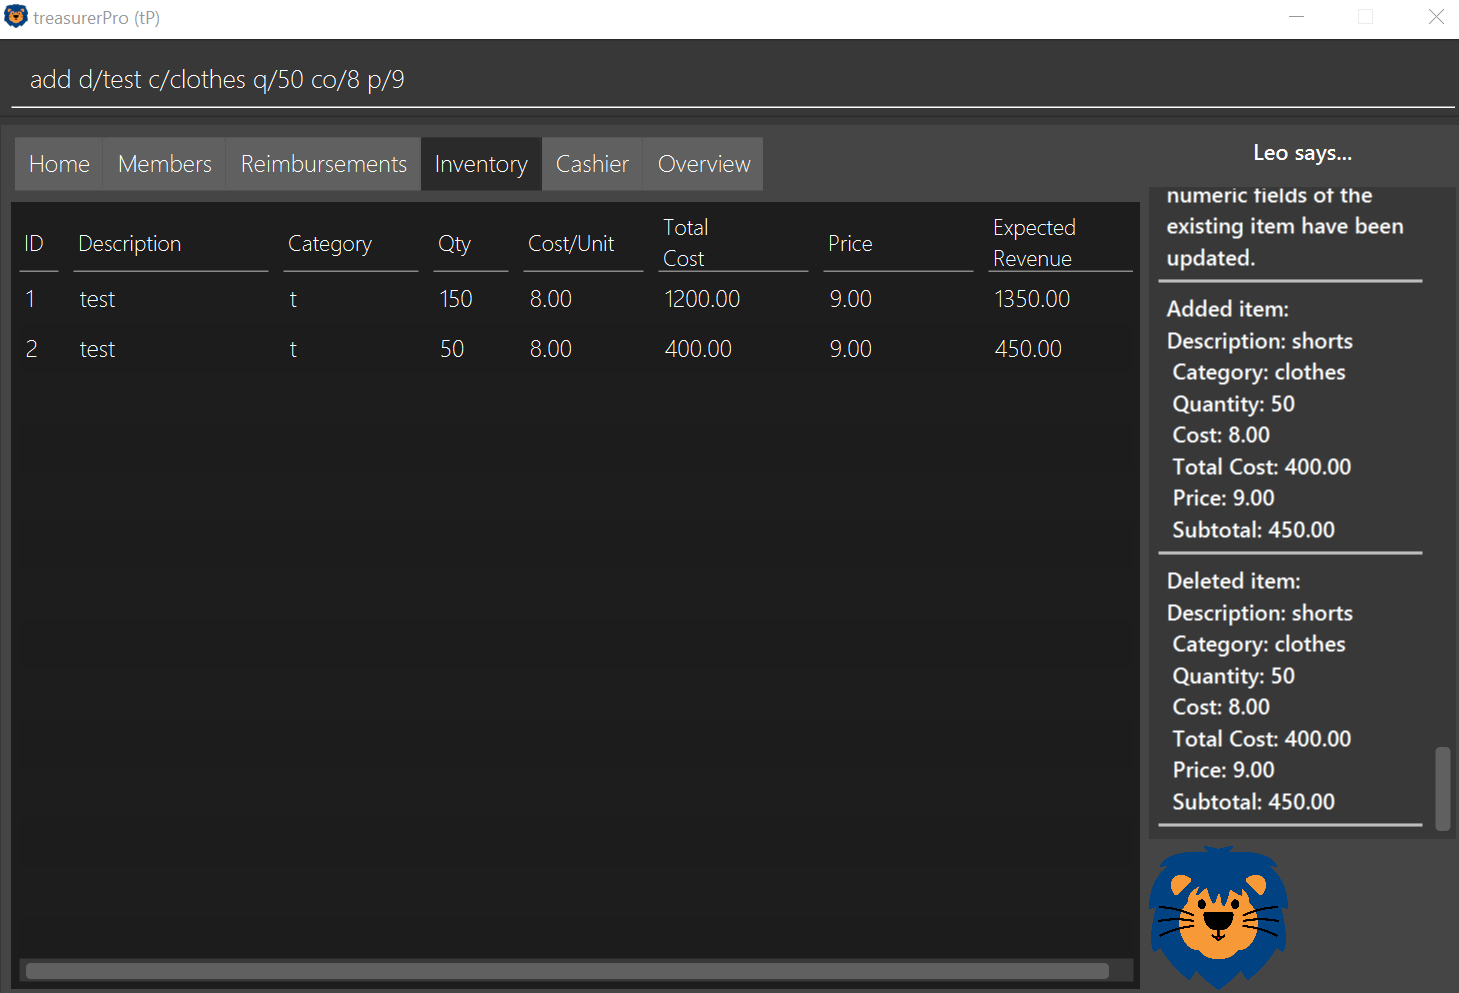 treasurerPro (tP)
add d/test c/clothes q/50 co/8 p/9
Home Members Reimbursements Inventory Cashier Overview
ID Description Category Qty Cost/Unit Total Cost Price Expected Revenue
1 test t 150 8.00 1200.00 9.00 1350.00
2 test t 50 8.00 400.00 9.00 450.00
Leo says...
numeric fields of the
existing item have been
updated.
Added item:
Description: shorts
Category: clothes
Quantity: 50
Cost: 8.00
Total Cost: 400.00
Price: 9.00
Subtotal: 450.00
Deleted item:
Description: shorts
Category: clothes
Quantity: 50
Cost: 8.00
Total Cost: 400.00
Price: 9.00
Subtotal: 450.00